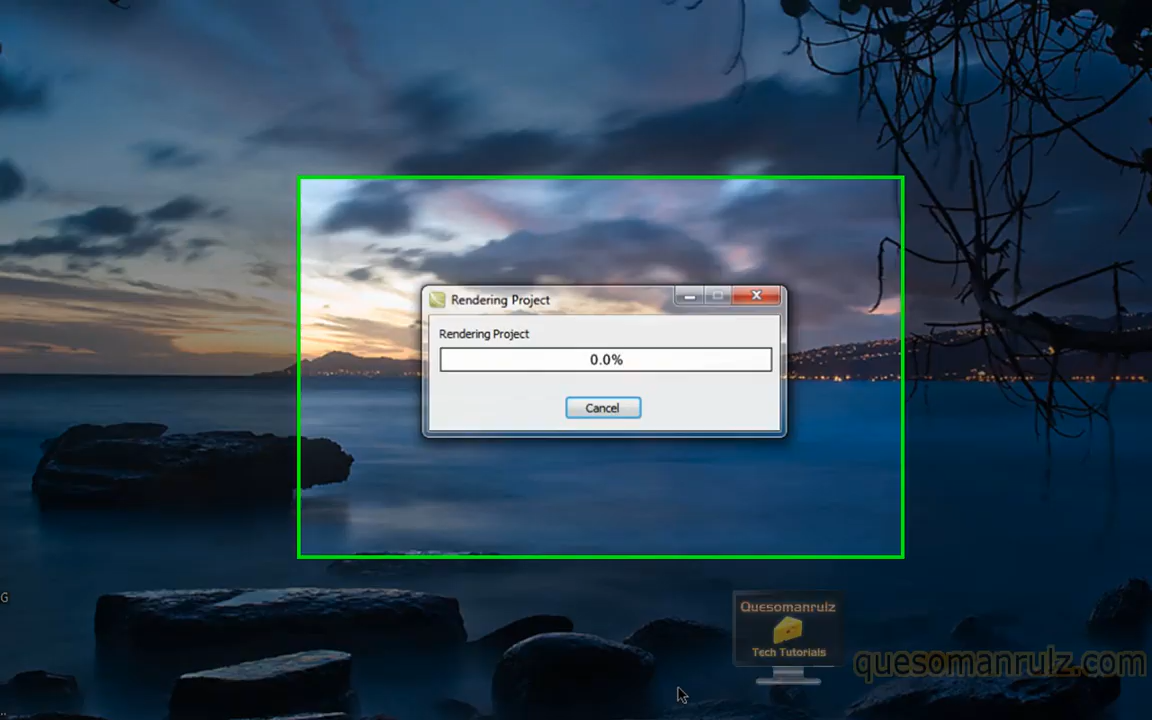 Rendering Project
Rendering Project
0.0%
Cancel
G
Quesomanrulz
Tech Tutorials
quesomanrulz.com